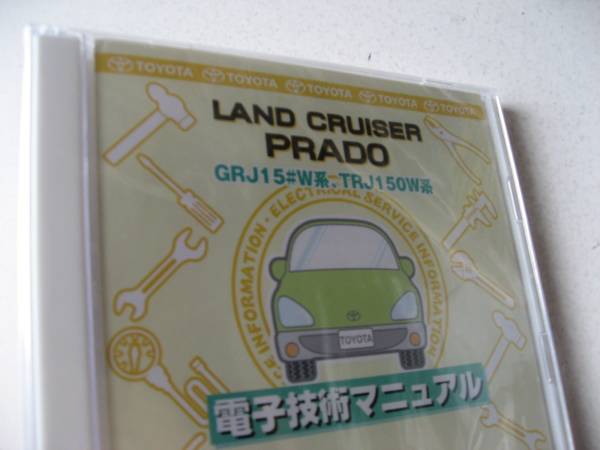 TOYOTA TOYOTA TOYOTA TOYOTA TOYOTA
LAND CRUISER
PRADO
GRJ15#W系、TRJ150W系
INFORMATION・ELECTRICAL SERVICE INFORMATION
TOYOTA
電子技術マニュアル